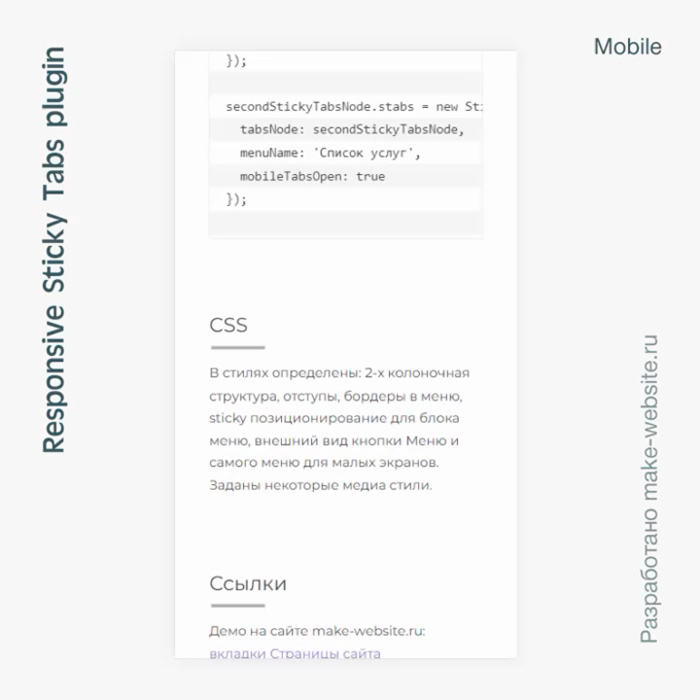 Responsive Sticky Tabs plugin
Mobile
});
secondStickyTabsNode.stabs = new
tabsNode: secondStickyTabsNode,
menuName: 'Список услуг',
mobileTabsOpen: true
});
CSS
В стилях определены: 2-х колоночная
структура, отступы, бордеры в меню,
sticky позиционирование для блока
меню, внешний вид кнопки Меню и
самого меню для малых экранов.
Заданы некоторые медиа стили.
Ссылки
Демо на сайте make-website.ru:
вкладки Страницы сайта
Разработано make-website.ru